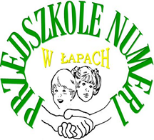 PRZEDSZKOLE NUMER 1
W ŁAPACH